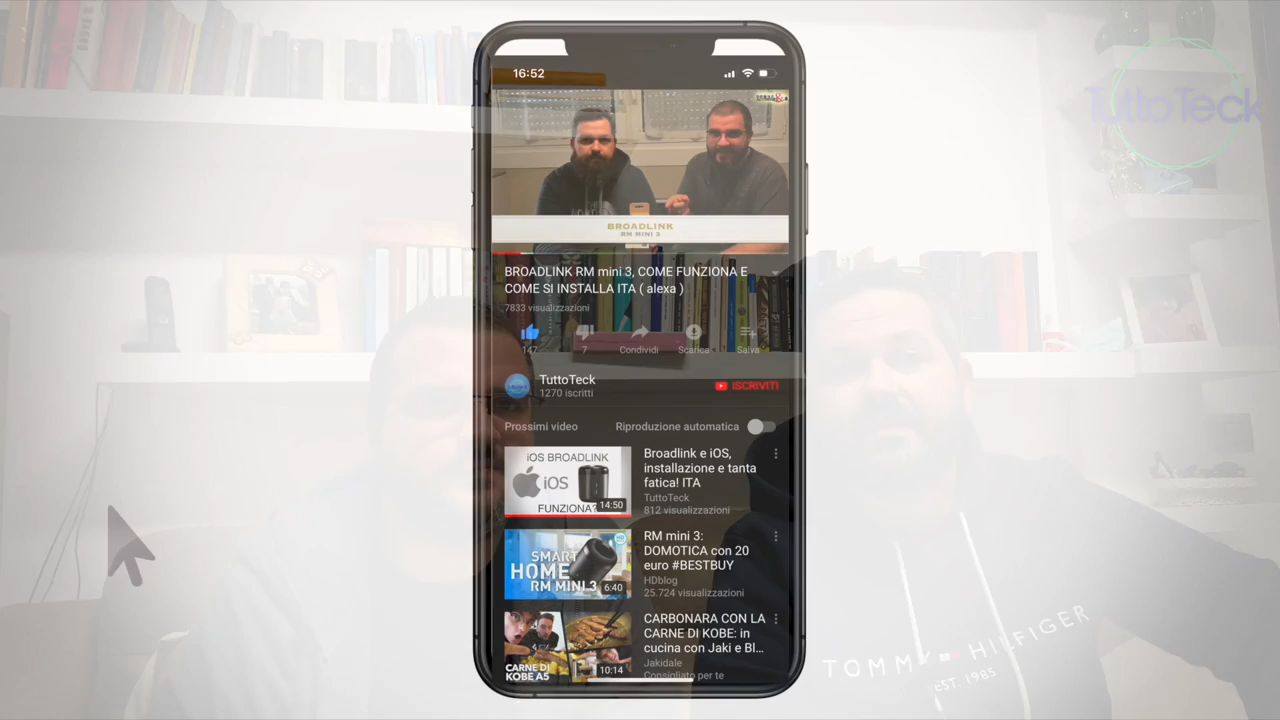 16:52
TuttoTeck
BROADLINK
RM MINI 3
BROADLINK RM mini 3, COME FUNZIONA E
COME SI INSTALLA ITA ( alexa )
7833 visualizzazioni
147
7
Condividi
Scarica
Salva
TuttoTeck
1270 iscritti
ISCRIVITI
Prossimi video
Riproduzione automatica
iOS BROADLINK
iOS
FUNZIONA?
14:50
Broadlink e iOS,
installazione e tanta
fatica! ITA
TuttoTeck
812 visualizzazioni
SMART
HOME
RM MINI 3
6:40
RM mini 3:
DOMOTICA con 20
euro #BESTBUY
HDblog
25.724 visualizzazioni
CARNE DI
KOBE A5
10:14
CARBONARA CON LA
CARNE DI KOBE: in
cucina con Jaki e Bl...
Jakidale
Consigliato per te
TOMMY HILFIGER
EST. 1985